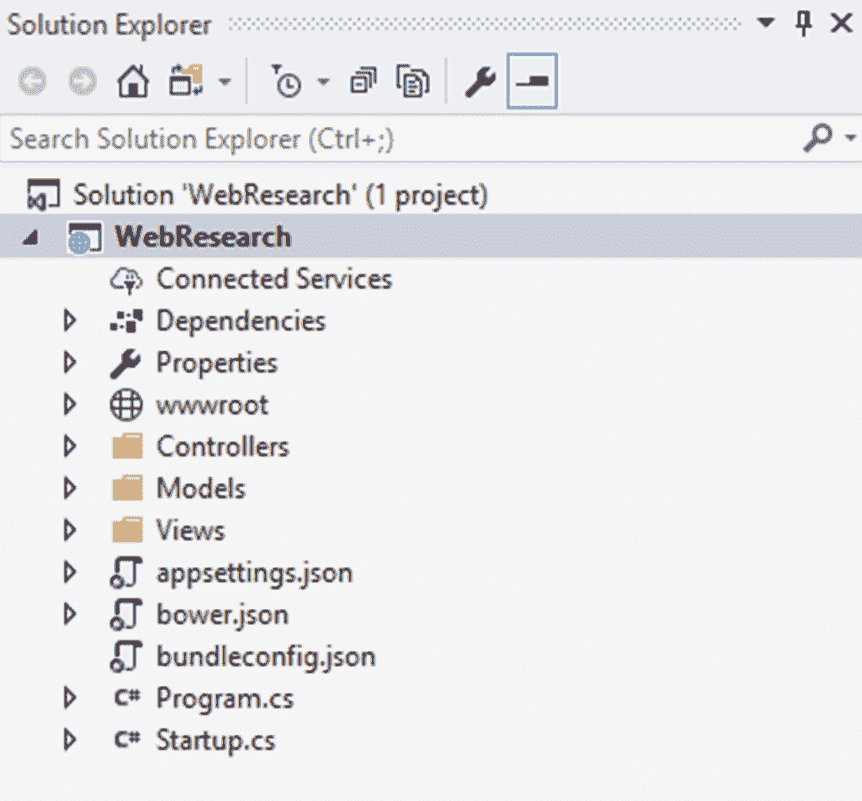 Solution Explorer
Search Solution Explorer (Ctrl+;)
Solution 'WebResearch' (1 project)
WebResearch
Connected Services
Dependencies
Properties
wwwroot
Controllers
Models
Views
appsettings.json
bower.json
bundleconfig.json
C# Program.cs
C# Startup.cs